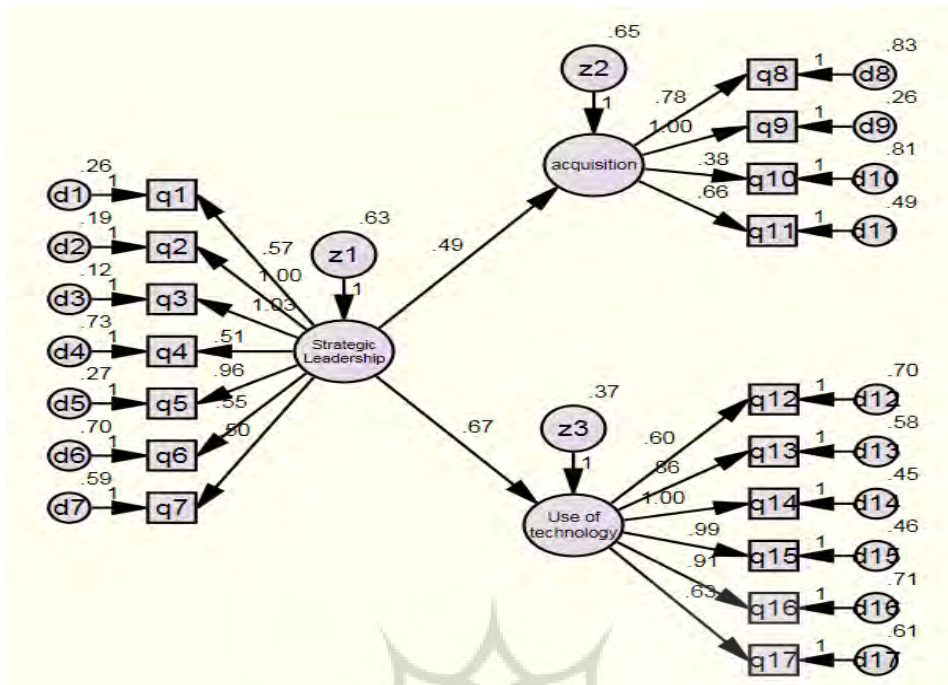 .26
d1 1 q1
.19
d2 1 q2
.12
d3 1 q3
.73
d4 1 q4
.27
d5 1 q5
.70
d6 1 q6
.59
d7 1 q7
.57
1.00
1.03
.51
.96
.55
.50
.63
z1
1
Strategic
Leadership
.49
.67
.65
z2
1
acquisition
.78
1.00
.38
.66
.83
q8 1 d8
.26
q9 1 d9
.81
q10 1 d10
.49
q11 1 d11
.37
z3
1
Use of
technology
.60
.86
1.00
.99
.91
.63
.70
q12 1 d12
.58
q13 1 d13
.45
q14 1 d14
.46
q15 1 d15
.71
q16 1 d16
.61
q17 1 d17